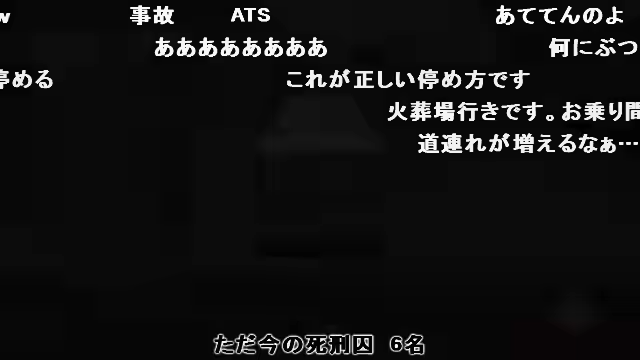 w 事故 ATS あててんのよ
ああああああああ 何にぶつ
停める これが正しい停め方です
火葬場行きです。お乗り間
道連れが増えるなぁ…
ただ今の死刑囚 6名